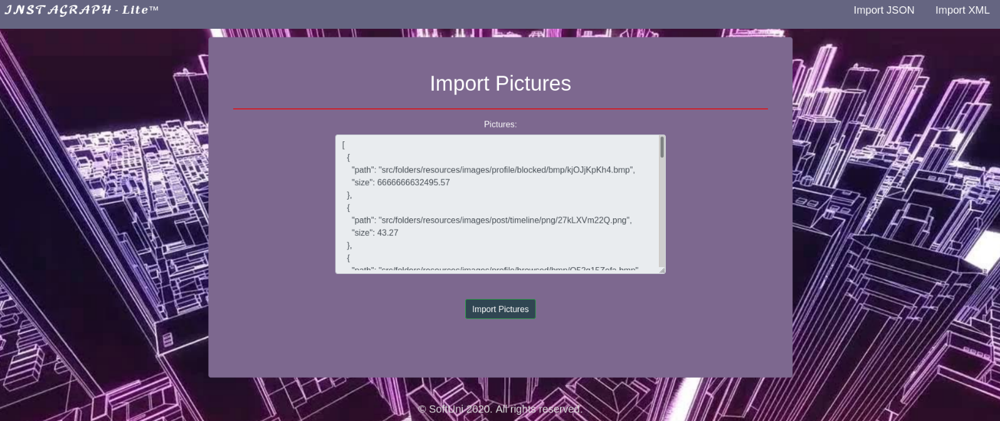 INSTAGRAPH - Lite™
Import JSON
Import XML
Import Pictures
Pictures:
[
{
"path": "src/folders/resources/images/profile/blocked/bmp/kjOJjKpKh4.bmp",
"size": 6666666632495.57
},
{
"path": "src/folders/resources/images/post/timeline/png/27kLXVm22Q.png",
"size": 43.27
},
{
"path":
Import Pictures
© SoftUni 2020. All rights reserved.